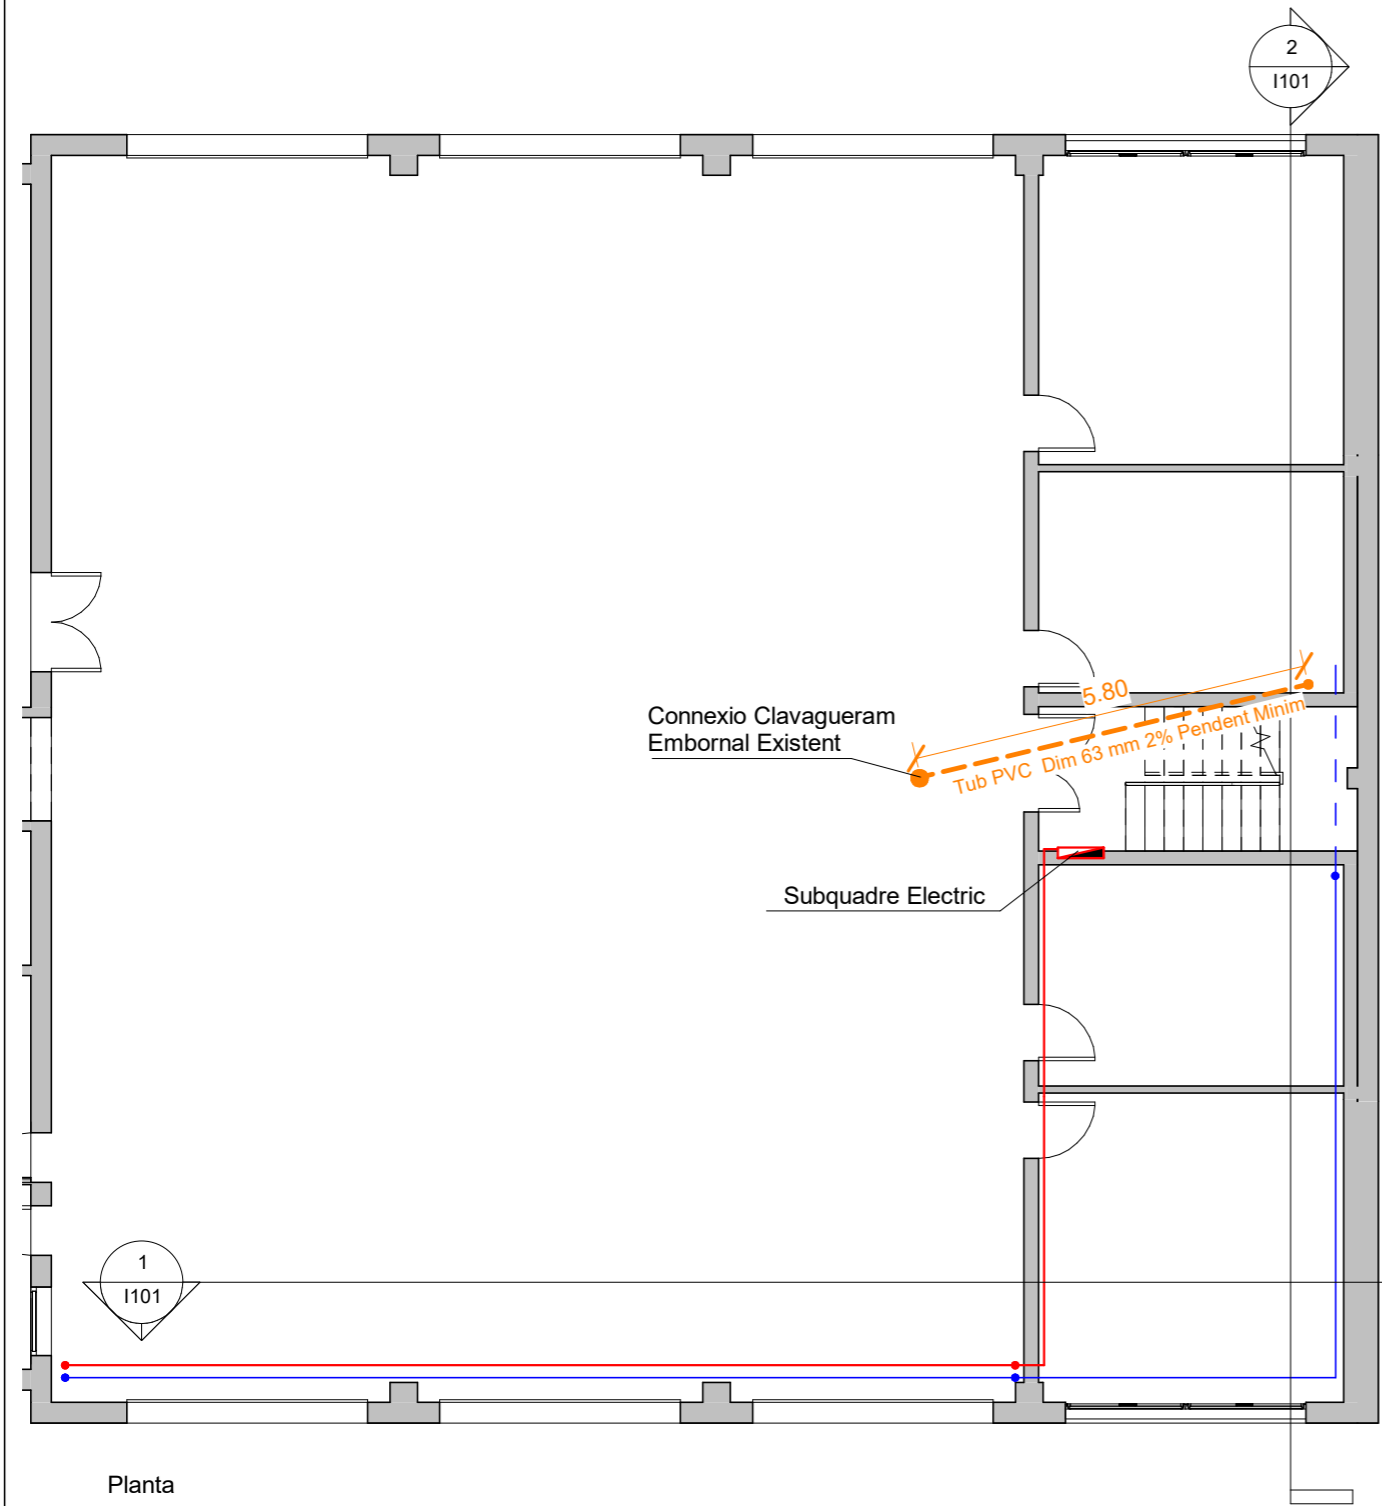 2
I101
Connexio Clavagueram
Embornal Existent
5.80
Tub PVC Dim 63 mm 2% Pendent Minim
Subquadre Electric
1
I101
Planta